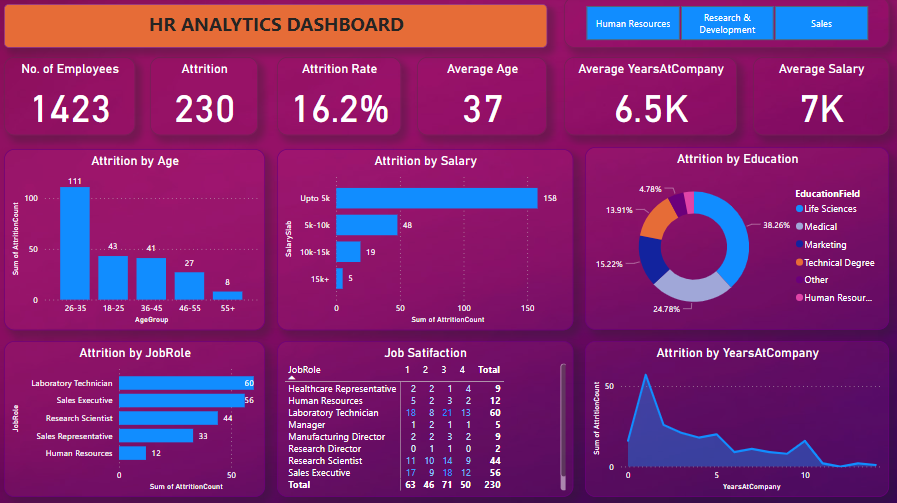 HR ANALYTICS DASHBOARD
Human Resources
Research &
Development
Sales
No. of Employees
1423
Attrition
230
Attrition Rate
16.2%
Average Age
37
Average YearsAtCompany
6.5K
Average Salary
7K
Attrition by Age
Sum of AttritionCount
100
50
0
111
43
41
27
8
26-35 18-25 36-45 46-55 55+
AgeGroup
Attrition by Salary
SalarySlab
Upto 5k 158
5k-10k 48
10k-15k 19
15k+ 5
0 50 100 150
Sum of AttritionCount
Attrition by Education
4.78%
13.91%
15.22%
24.78%
38.26%
EducationField
Life Sciences
Medical
Marketing
Technical Degree
Other
Human Resour...
Attrition by JobRole
JobRole
Laboratory Technician 60
Sales Executive 56
Research Scientist 44
Sales Representative 33
Human Resources 12
0 50
Sum of AttritionCount
Job Satifaction
JobRole 1 2 3 4 Total
Healthcare Representative 2 2 1 4 9
Human Resources 5 2 3 2 12
Laboratory Technician 18 8 21 13 60
Manager 1 2 1 1 5
Manufacturing Director 2 2 3 2 9
Research Director 0 1 1 0 2
Research Scientist 11 10 14 9 44
Sales Executive 17 9 18 12 56
Total 63 46 71 50 230
Attrition by YearsAtCompany
Sum of AttritionCount
50
0
0 5 10
YearsAtCompany